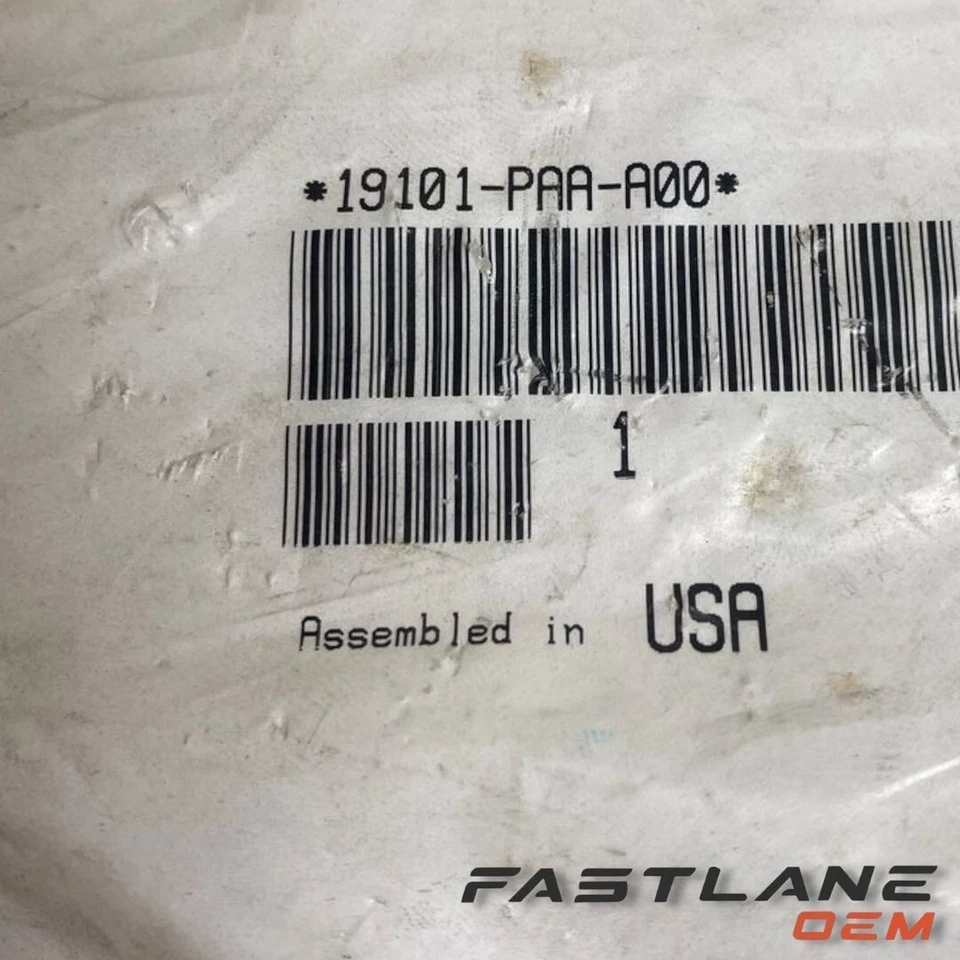 *19101-PAA-A00*
1
Assembled in USA
FASTLANE
OEM